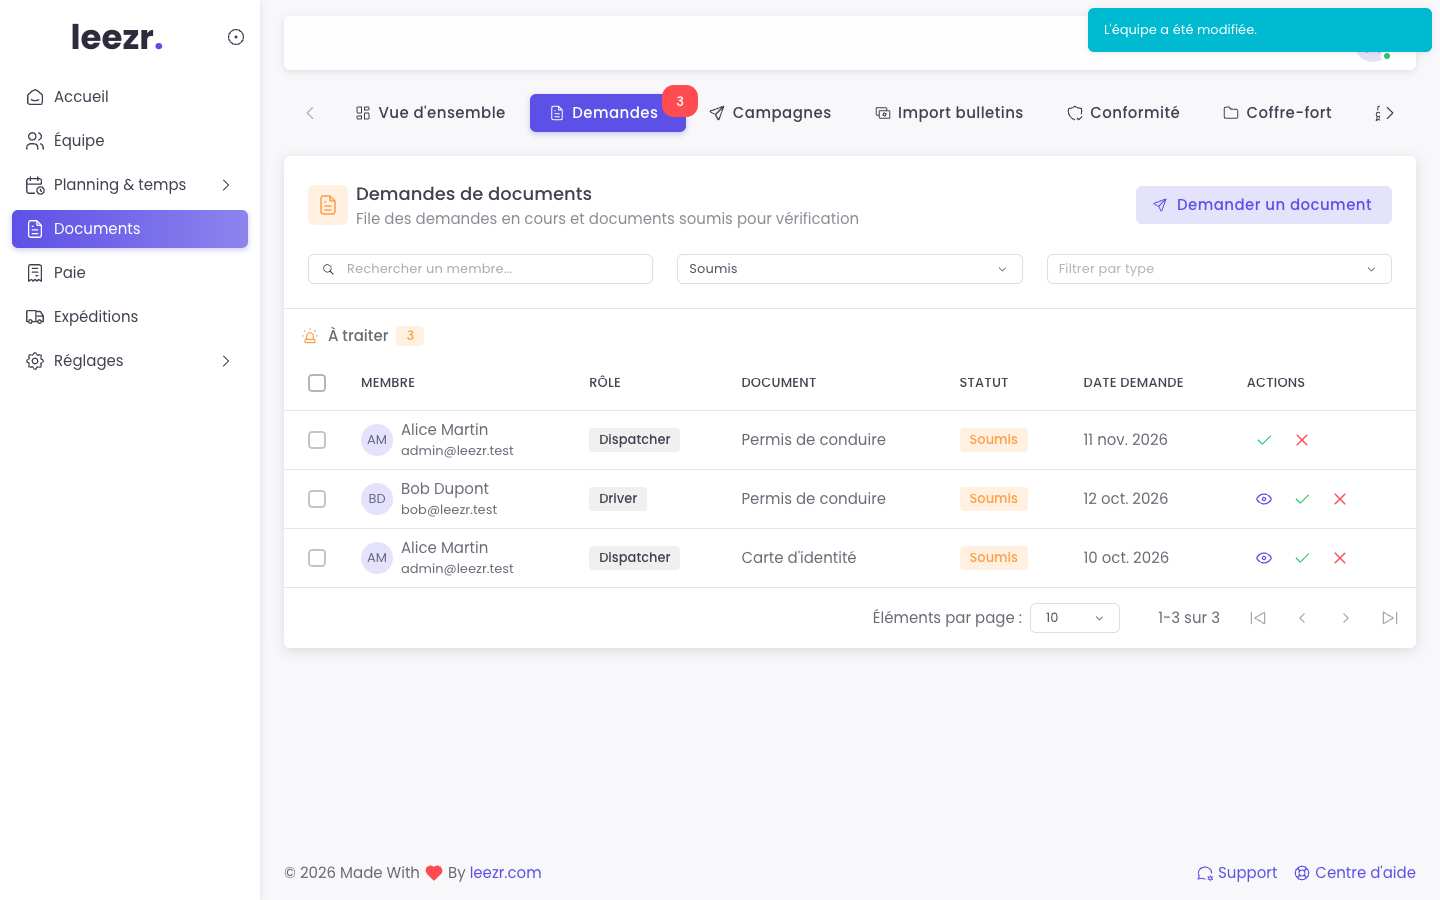 leezr.
L'équipe a été modifiée.
Accueil
Équipe
Planning & temps
Documents
Paie
Expéditions
Réglages
Vue d'ensemble
Demandes
3
Campagnes
Import bulletins
Conformité
Coffre-fort
Demandes de documents
File des demandes en cours et documents soumis pour vérification
Demander un document
Rechercher un membre...
Soumis
Filtrer par type
À traiter 3
MEMBRE RÔLE DOCUMENT STATUT DATE DEMANDE ACTIONS
AM Alice Martin
admin@leezr.test
Dispatcher Permis de conduire Soumis 11 nov. 2026
BD Bob Dupont
bob@leezr.test
Driver Permis de conduire Soumis 12 oct. 2026
AM Alice Martin
admin@leezr.test
Dispatcher Carte d'identité Soumis 10 oct. 2026
Éléments par page : 10 1-3 sur 3
© 2026 Made With By leezr.com
Support Centre d'aide